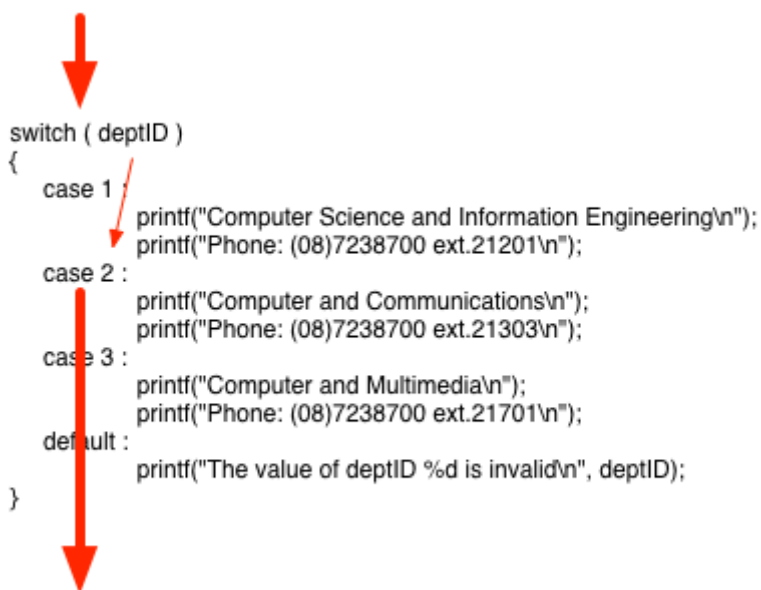 switch ( deptID )
{
case 1 :
printf("Computer Science and Information Engineering\n");
printf("Phone: (08)7238700 ext.21201\n");
case 2 :
printf("Computer and Communications\n");
printf("Phone: (08)7238700 ext.21303\n");
case 3 :
printf("Computer and Multimedia\n");
printf("Phone: (08)7238700 ext.21701\n");
default :
printf("The value of deptID %d is invalid\n", deptID);
}